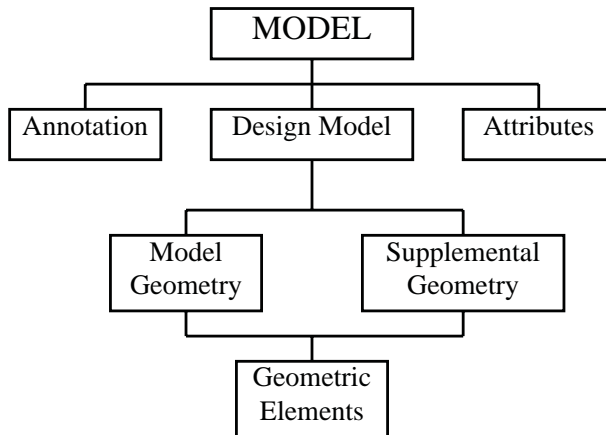 MODEL
Annotation
Design Model
Attributes
Model
Geometry
Supplemental
Geometry
Geometric
Elements